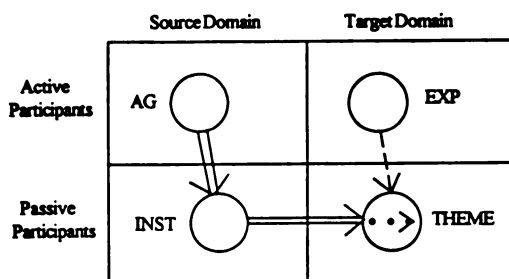 Source Domain Target Domain
Active
Participants
AG
EXP
Passive
Participants
INST
THEME